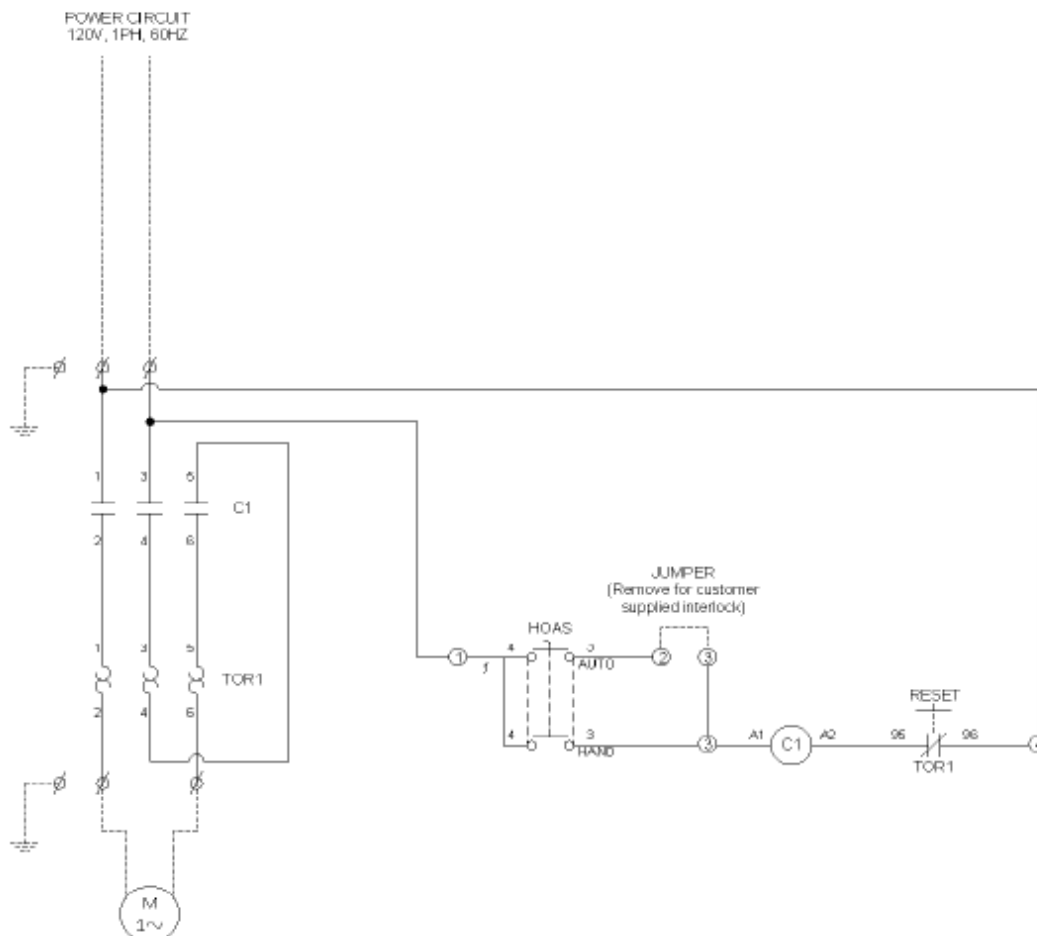 POWER CIRCUIT
120V, 1PH, 60HZ
1 3 5
C1
2 4 6
JUMPER
(Remove for customer
supplied interlock)
HOAS
1 3 5
TOR1
1
4 3
AUTO
2 3
2 4 6
RESET
4 3
HAND
3
A1 C1 A2
95 96
TOR1
M
1~